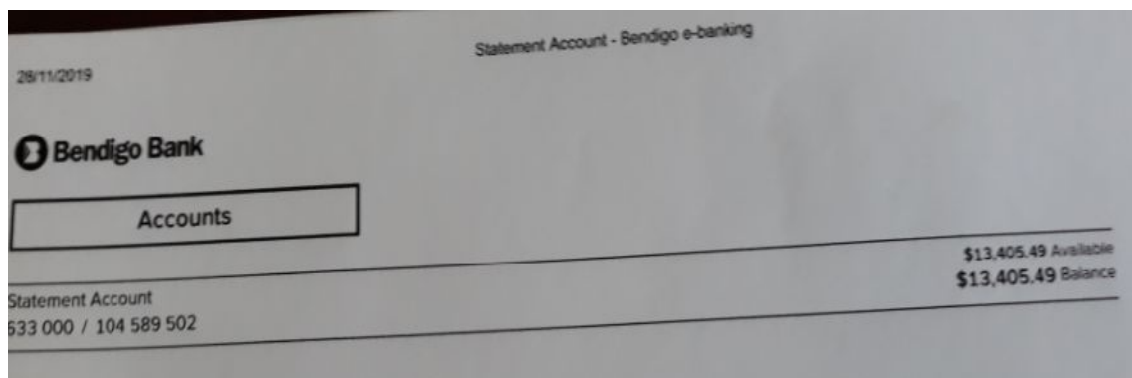 Statement Account - Bendigo e-banking
28/11/2019
Bendigo Bank
Accounts
$13,405.49 Available
$13,405.49 Balance
Statement Account
633 000 / 104 589 502